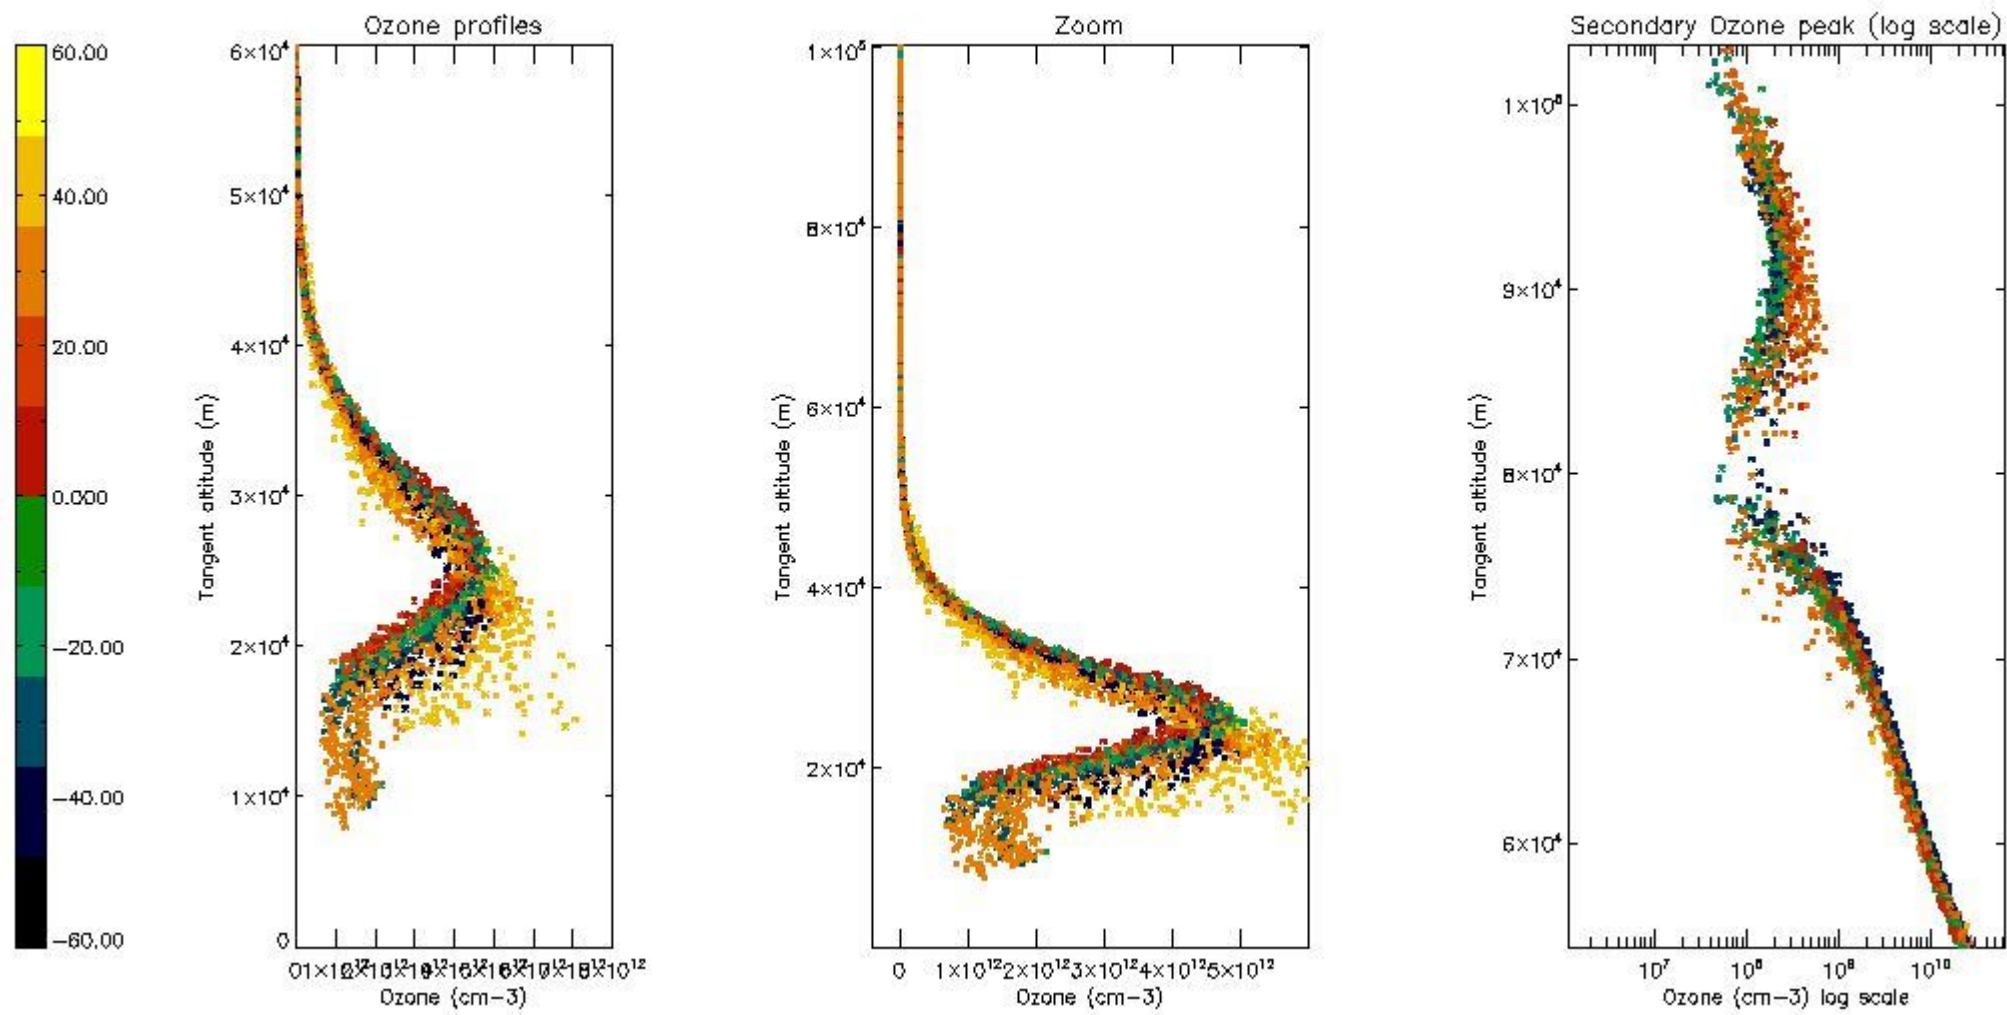 Ozone profiles
60.00
40.00
20.00
0.000
−20.00
−40.00
−60.00
6×10⁴
5×10⁴
4×10⁴
3×10⁴
2×10⁴
1×10⁴
0
Tangent altitude (m)
Ozone (cm−3)
Zoom
1×10⁵
8×10⁴
6×10⁴
4×10⁴
2×10⁴
Tangent altitude (m)
0 1×10¹² 2×10¹² 3×10¹² 4×10¹² 5×10¹²
Ozone (cm−3)
Secondary Ozone peak (log scale)
9×10⁴
8×10⁴
7×10⁴
6×10⁴
Tangent altitude (m)
10⁷ 10⁸ 10⁹ 10¹⁰
Ozone (cm−3) log scale